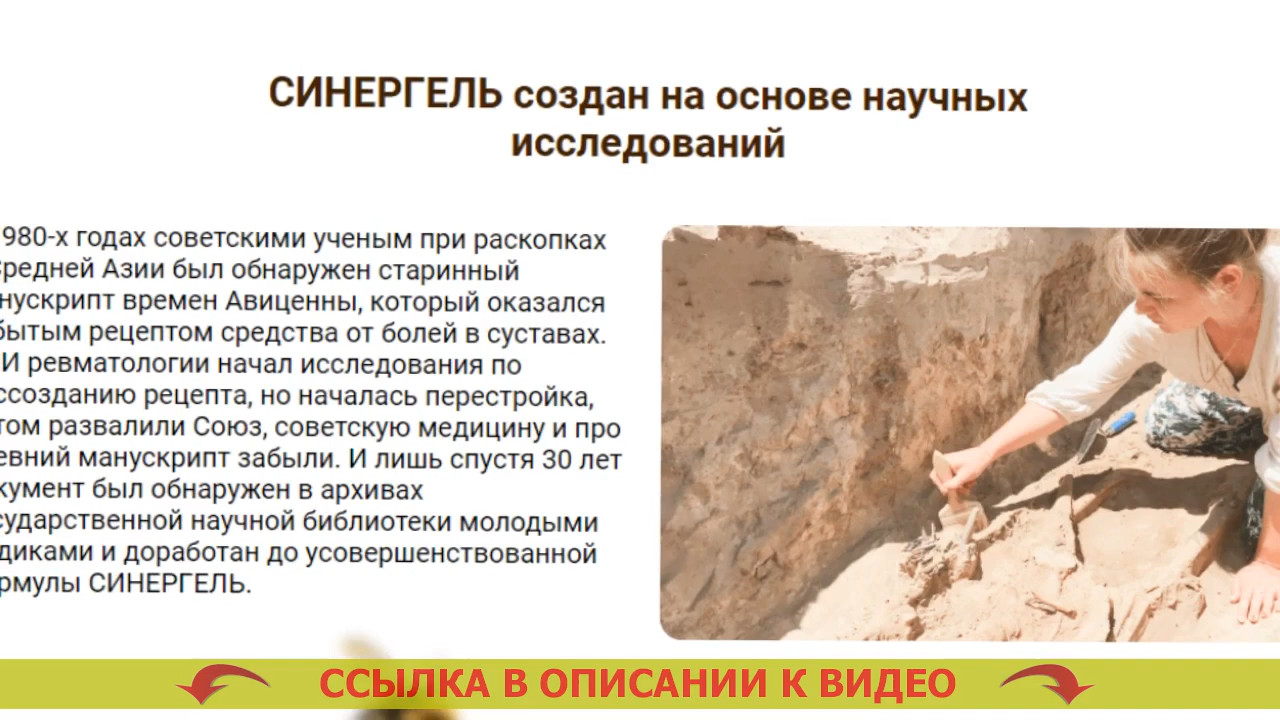 СИНЕРГЕЛЬ создан на основе научных
исследований
980-х годах советскими ученым при раскопках
Средней Азии был обнаружен старинный
нускрипт времен Авиценны, который оказался
бытым рецептом средства от болей в суставах.
И ревматологии начал исследования по
ссозданию рецепта, но началась перестройка,
том развалили Союз, советскую медицину и про
евний манускрипт забыли. И лишь спустя 30 лет
кумент был обнаружен в архивах
сударственной научной библиотеки молодыми
диками и доработан до усовершенствованной
рмулы СИНЕРГЕЛЬ.
ССЫЛКА В ОПИСАНИИ К ВИДЕО